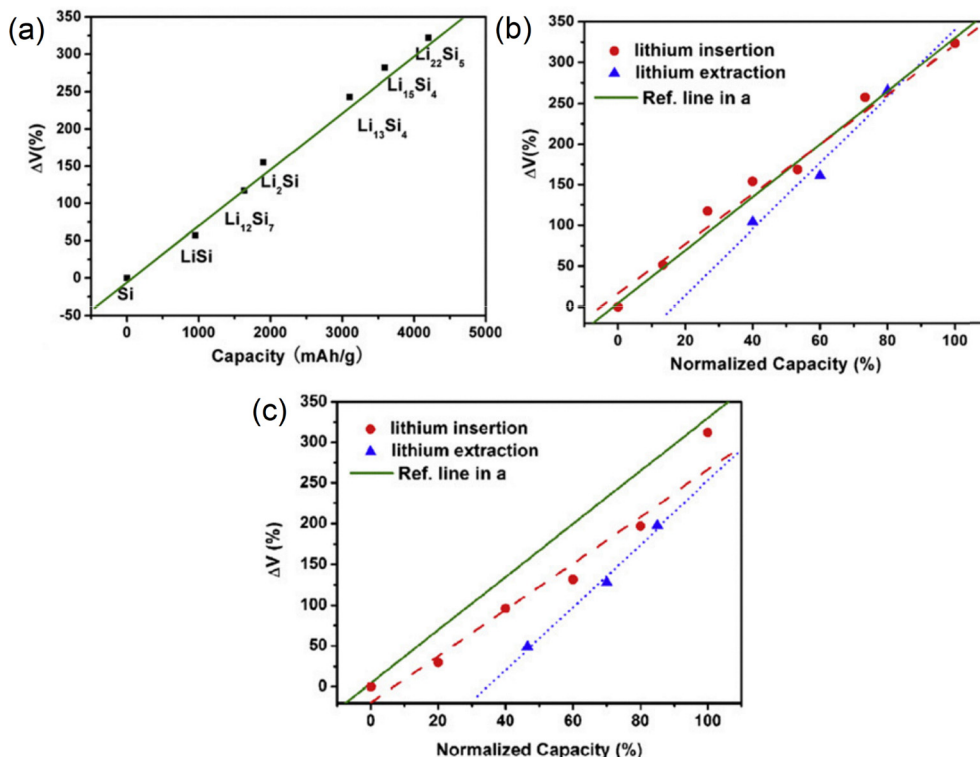 (a)
350
300
250
200
150
100
50
0
-50
ΔV(%)
Si
LiSi
Li12Si7
Li2Si
Li13Si4
Li15Si4
Li22Si5
0 1000 2000 3000 4000 5000
Capacity (mAh/g)
(b)
350
300
250
200
150
100
50
0
ΔV(%)
lithium insertion
lithium extraction
Ref. line in a
0 20 40 60 80 100
Normalized Capacity (%)
(c)
350
300
250
200
150
100
50
0
ΔV (%)
lithium insertion
lithium extraction
Ref. line in a
0 20 40 60 80 100
Normalized Capacity (%)